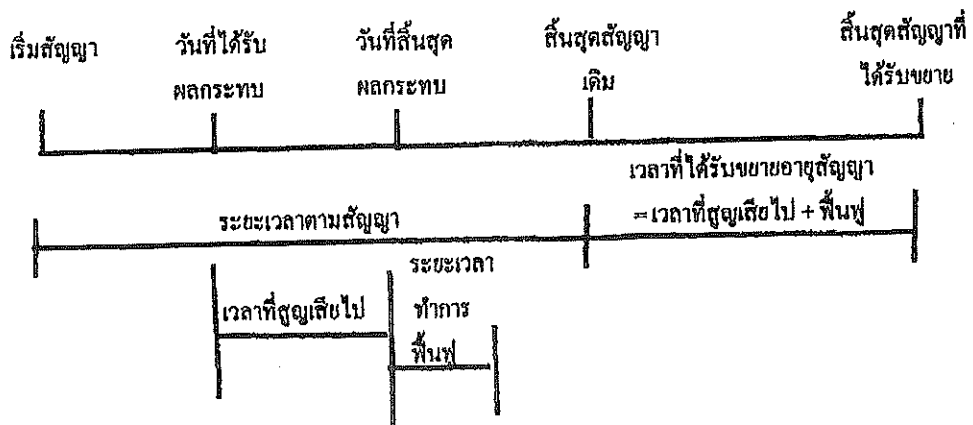 เริ่มสัญญา
วันที่ได้รับ
ผลกระทบ
วันที่สิ้นสุด
ผลกระทบ
สิ้นสุดสัญญา
เดิม
สิ้นสุดสัญญาที่
ได้รับขยาย
เวลาที่ได้รับขยายอายุสัญญา
=เวลาที่สูญเสียไป + ฟื้นฟู
ระยะเวลาตามสัญญา
เวลาที่สูญเสียไป
ระยะเวลา
ทำการ
ฟื้นฟู